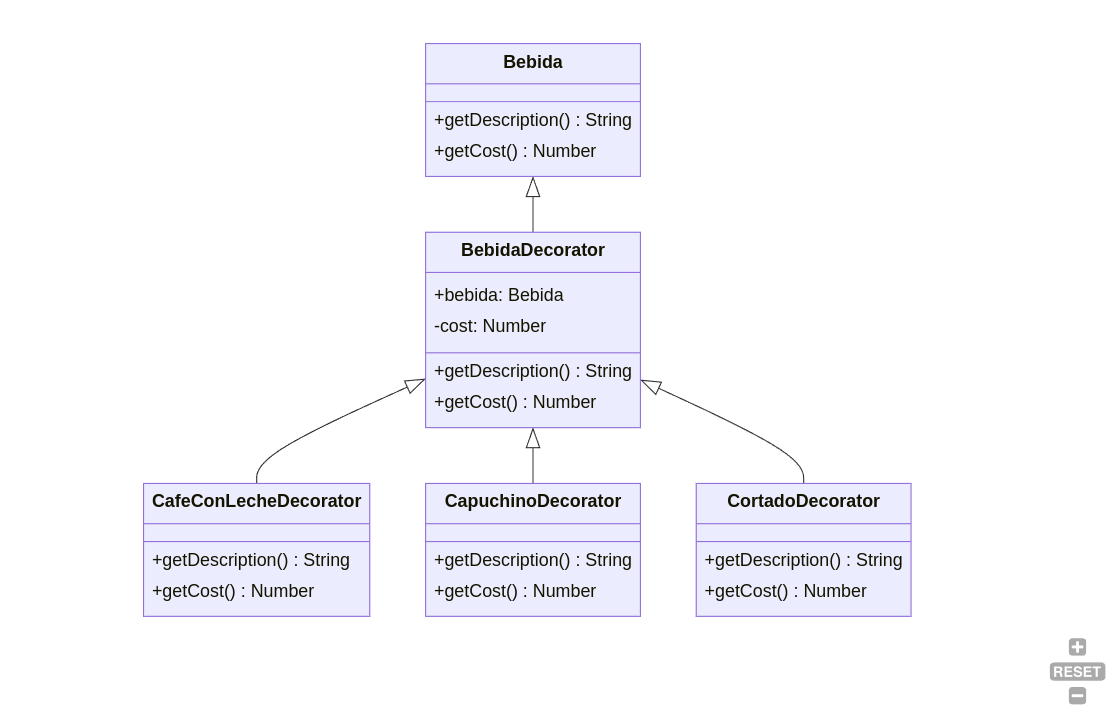 Bebida
+getDescription() : String
+getCost() : Number
BebidaDecorator
+bebida: Bebida
-cost: Number
+getDescription() : String
+getCost() : Number
CafeConLecheDecorator
+getDescription() : String
+getCost() : Number
CapuchinoDecorator
+getDescription() : String
+getCost() : Number
CortadoDecorator
+getDescription() : String
+getCost() : Number
RESET